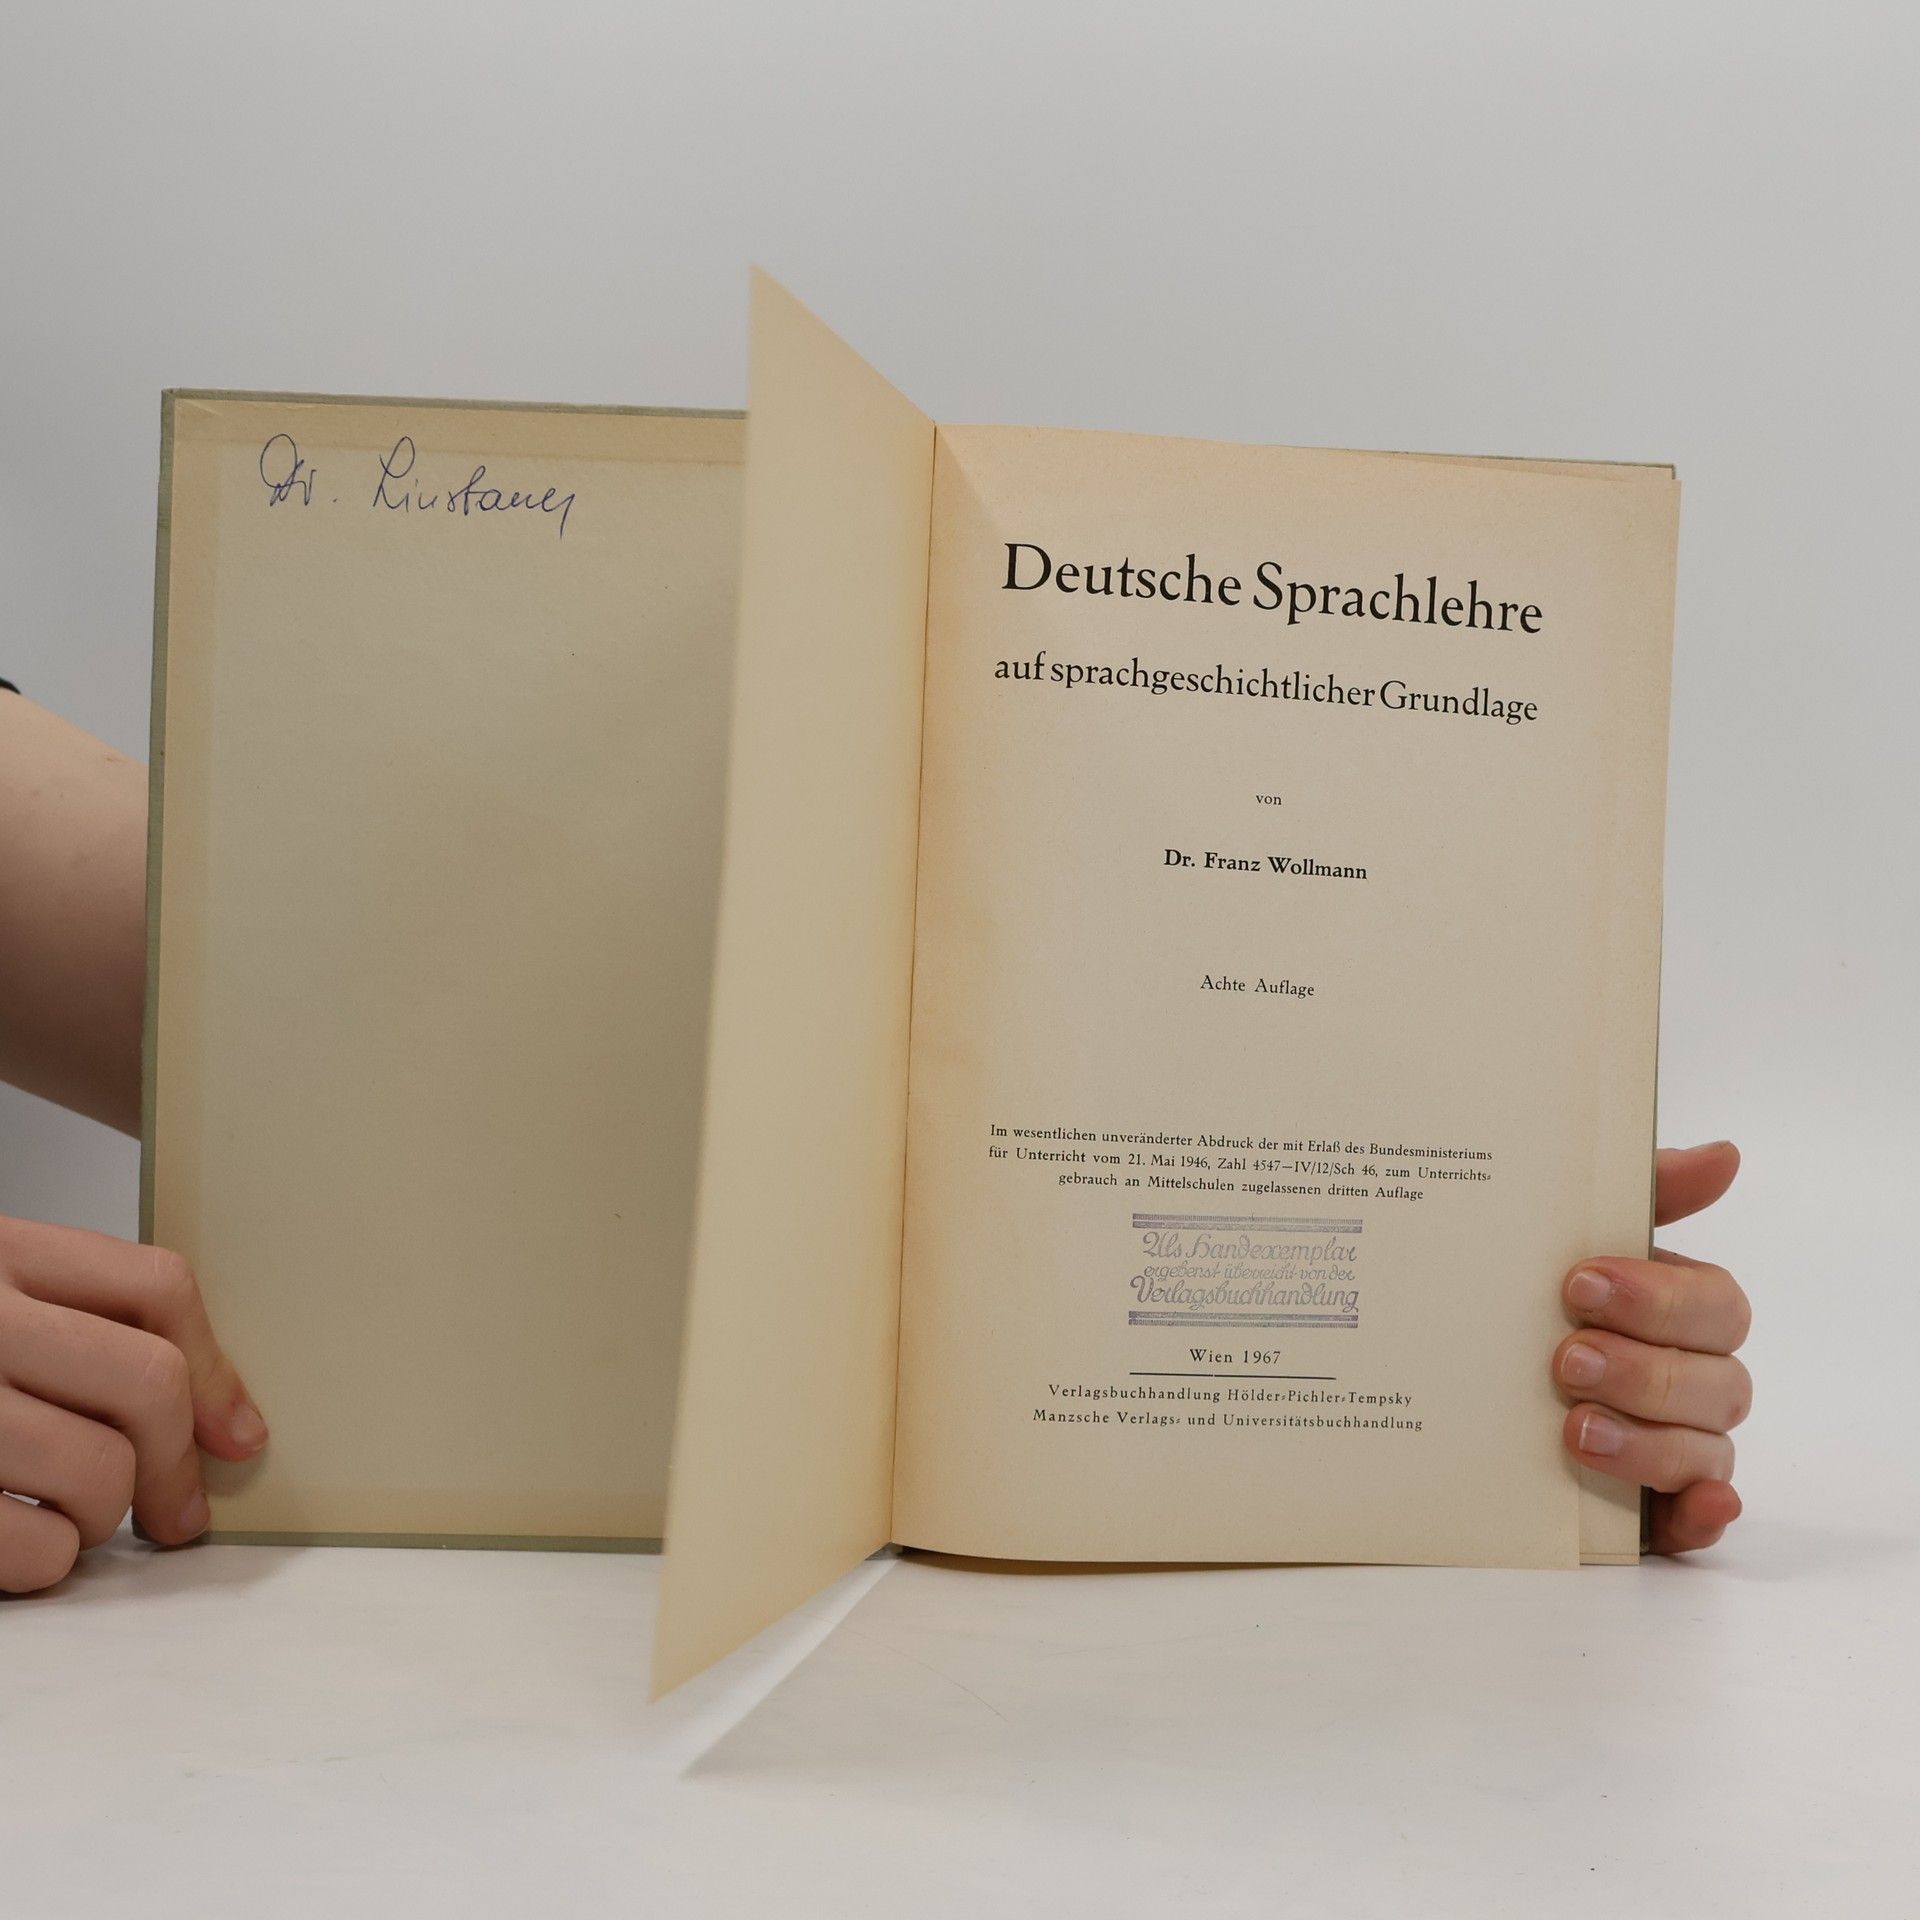 Dr.
Deutsche Sprachlehre
auf sprachgeschichtlicher Grundlage
von
Dr. Franz Wollmann
Achte Auflage
Im wesentlichen unveränderter Abdruck der mit Erlaß des Bundesministeriums
für Unterricht vom 21. Mai 1946, Zahl 4547—IV/12/Sch 46, zum Unterrichts-
gebrauch an Mittelschulen zugelassenen dritten Auflage
Als Handexemplar
ergebenst überreicht von der
Verlagsbuchhandlung
Wien 1967
Verlagsbuchhandlung Hölder-Pichler-Tempsky
Manzsche Verlags- und Universitätsbuchhandlung